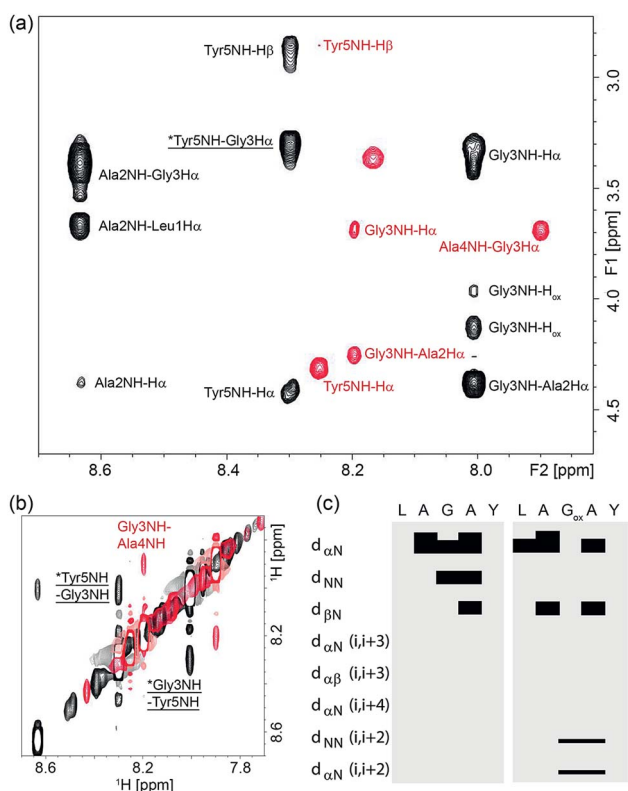 (a)
Tyr5NH-Hβ
Tyr5NH-Hβ
3.0
*Tyr5NH-Gly3Hα
Gly3NH-Hα
Ala2NH-Gly3Hα
3.5
Ala2NH-Leu1Hα
Gly3NH-Hα
Ala4NH-Gly3Hα
F1 [ppm]
Gly3NH-Hox
4.0
Gly3NH-Hox
Gly3NH-Ala2Hα
Ala2NH-Hα
Tyr5NH-Hα
Tyr5NH-Hα
Gly3NH-Ala2Hα
4.5
8.6
8.4
8.2
8.0
F2 [ppm]
(b)
Gly3NH-
Ala4NH
*Tyr5NH
-Gly3NH
*Gly3NH
-Tyr5NH
¹H [ppm]
8.2
8.6
8.6
8.2
7.8
¹H [ppm]
(c)
L A G A Y
L A Gox A Y
dαN
dNN
dβN
dαN (i,i+3)
dαβ (i,i+3)
dαN (i,i+4)
dNN (i,i+2)
dαN (i,i+2)